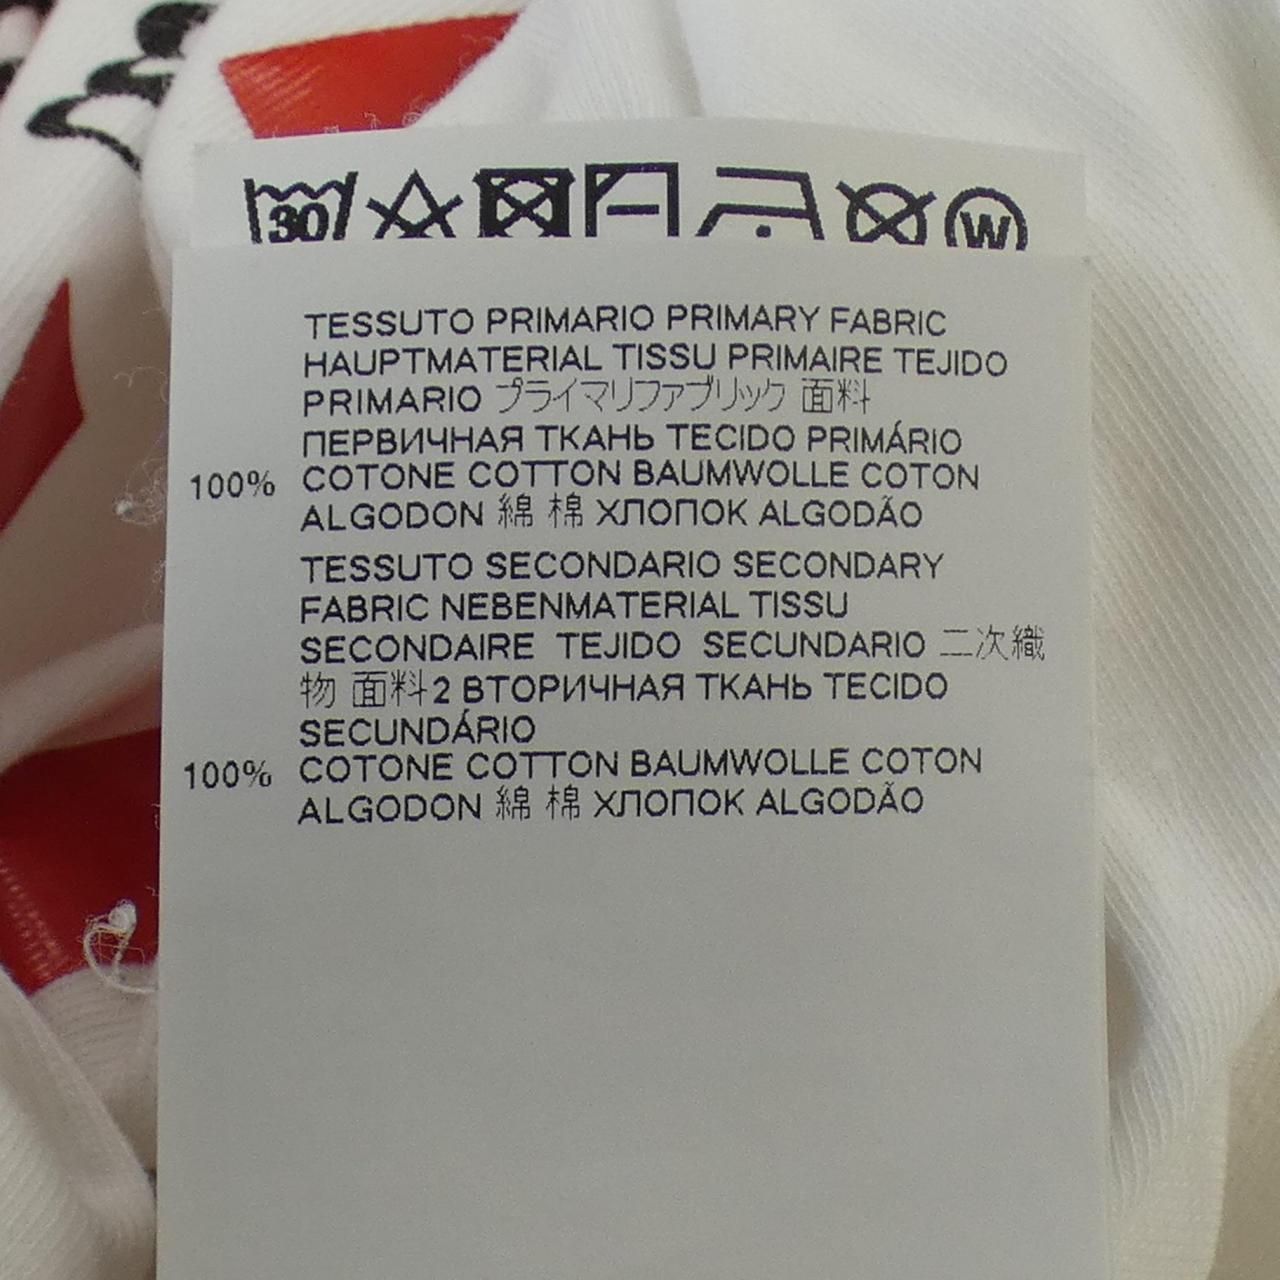 30
W
TESSUTO PRIMARIO PRIMARY FABRIC
HAUPTMATERIAL TISSU PRIMAIRE TEJIDO
PRIMARIO プライマリファブリック 面料
ПЕРВИЧНАЯ ТКАНЬ TECIDO PRIMÁRIO
100% COTONE COTTON BAUMWOLLE COTON
ALGODON 綿 棉 ХЛОПОК ALGODÃO
TESSUTO SECONDARIO SECONDARY
FABRIC NEBENMATERIAL TISSU
SECONDAIRE TEJIDO SECUNDARIO 二次織
物 面料2 ВТОРИЧНАЯ ТКАНЬ TECIDO
SECUNDÁRIO
100% COTONE COTTON BAUMWOLLE COTON
ALGODON 綿 棉 ХЛОПОК ALGODÃO